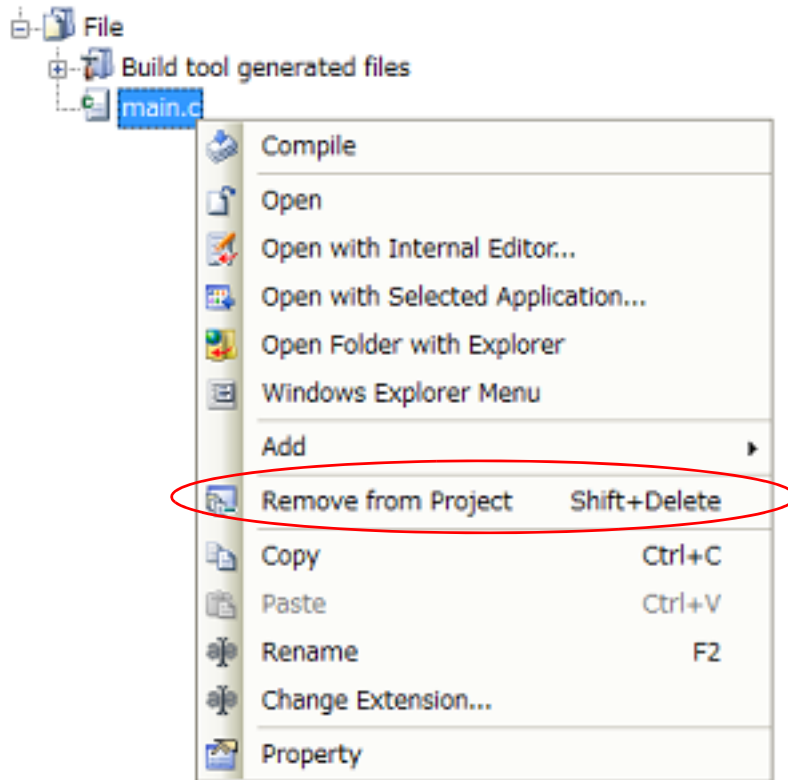 File
Build tool generated files
main.c
Compile
Open
Open with Internal Editor...
Open with Selected Application...
Open Folder with Explorer
Windows Explorer Menu
Add
Remove from Project Shift+Delete
Copy Ctrl+C
Paste Ctrl+V
Rename F2
Change Extension...
Property